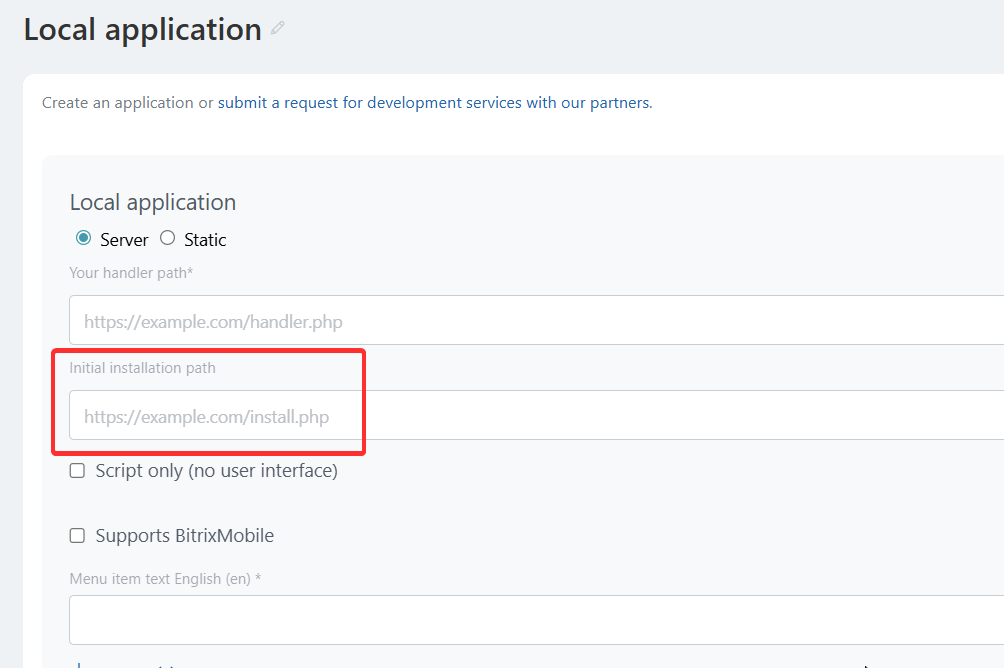 Local application
Create an application or submit a request for development services with our partners.
Local application
Server Static
Your handler path*
https://example.com/handler.php
Initial installation path
https://example.com/install.php
Script only (no user interface)
Supports BitrixMobile
Menu item text English (en) *